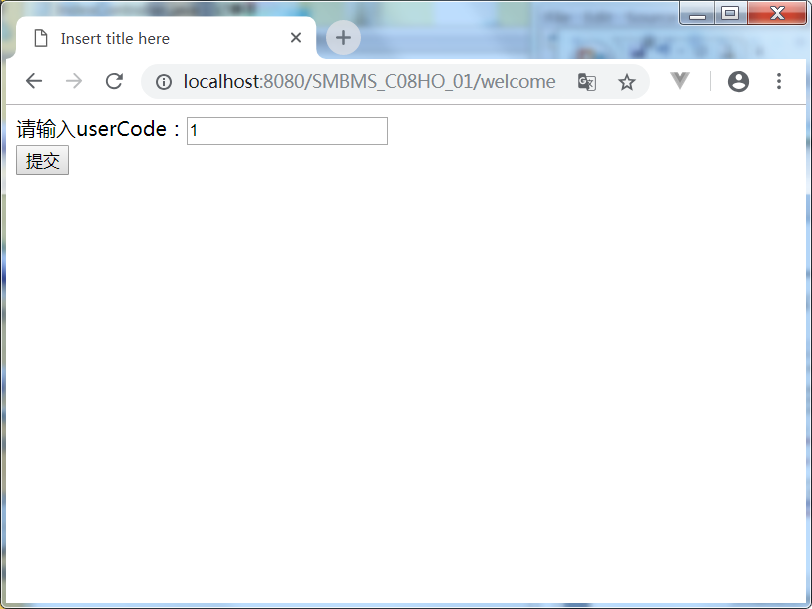 Insert title here
localhost:8080/SMBMS_C08HO_01/welcome
请输入userCode：1
提交